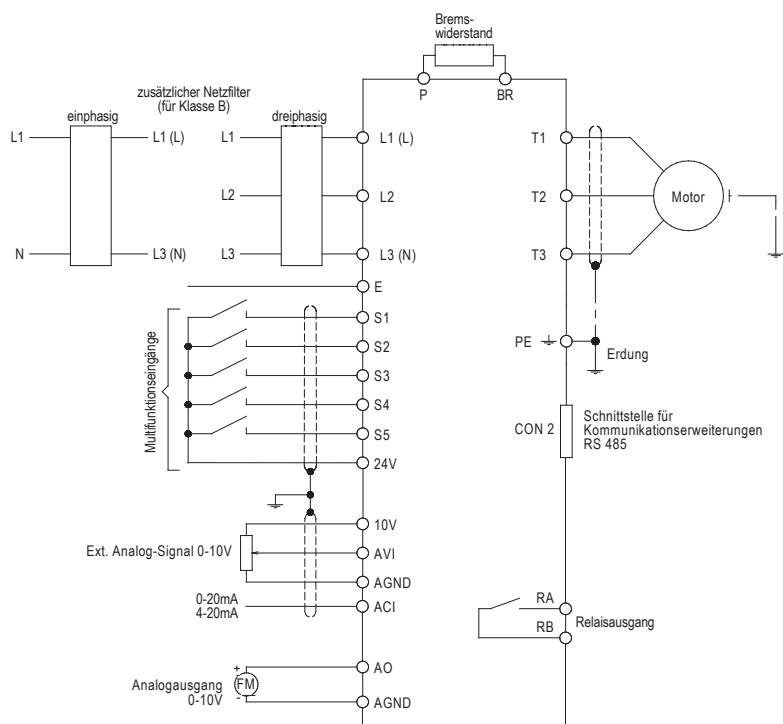 Brems-
widerstand
P
BR
zusätzlicher Netzfilter
(für Klasse B)
einphasig
dreiphasig
L1
L1 (L)
L1
L1 (L)
L2
L2
N
L3 (N)
L3
L3 (N)
T1
T2
T3
Motor
E
S1
S2
S3
S4
S5
24V
Multifunktionseingänge
PE
Erdung
CON 2
Schnittstelle für
Kommunikationserweiterungen
RS 485
10V
Ext. Analog-Signal 0-10V
AVI
AGND
0-20mA
4-20mA
ACI
RA
RB
Relaisausgang
Analogausgang
0-10V
+
FM
-
AO
AGND